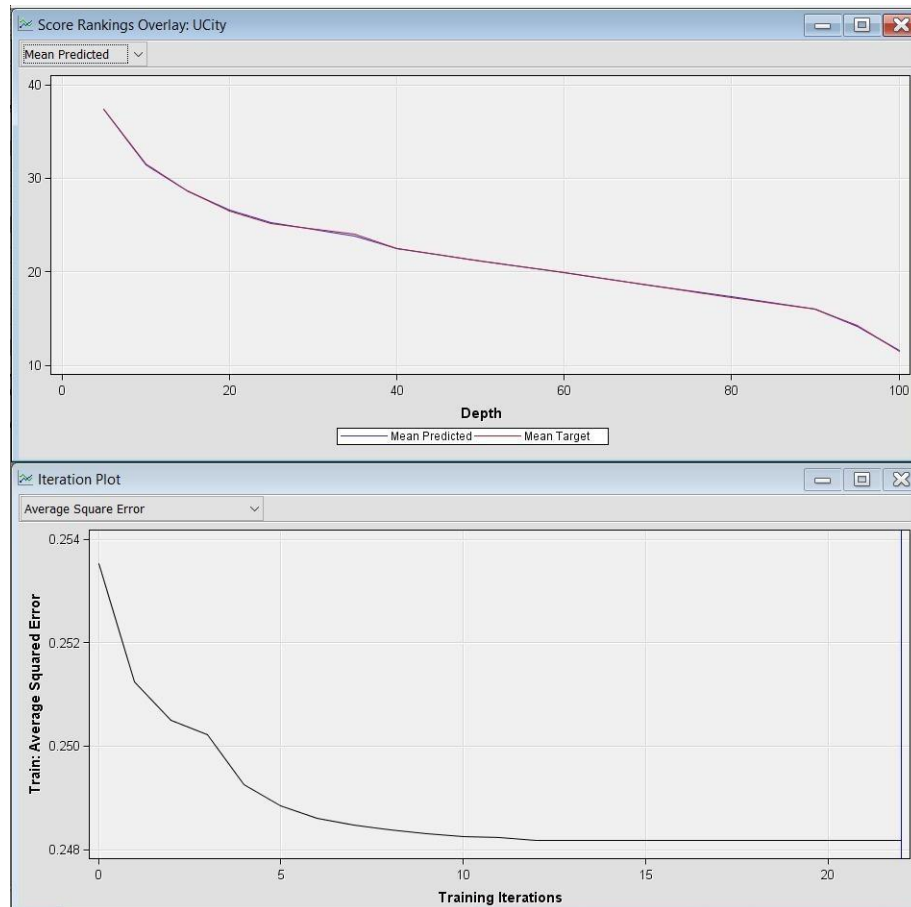 Score Rankings Overlay: UCity
Mean Predicted
40
30
20
10
0 20 40 60 80 100
Depth
Mean Predicted Mean Target
Iteration Plot
Average Square Error
Train: Average Squared Error
0.254
0.252
0.250
0.248
0 5 10 15 20
Training Iterations